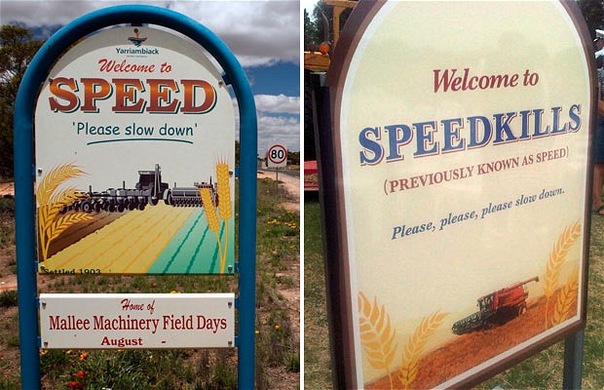 Yarriambiack
Welcome to
SPEED
'Please slow down'
80
Settled 1903
Home of
Mallee Machinery Field Days
August -
Welcome to
SPEEDKILLS
(PREVIOUSLY KNOWN AS SPEED)
Please, please, please slow down.